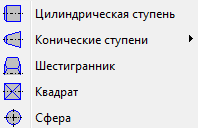 Цилиндрическая ступень
Конические ступени
Шестигранник
Квадрат
Сфера